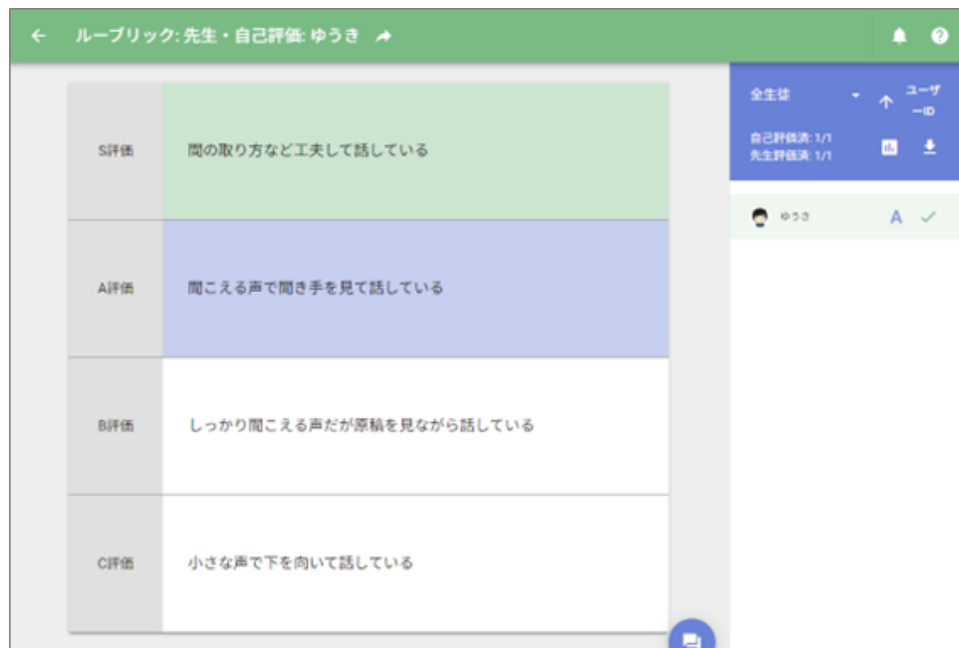 ルーブリック: 先生・自己評価: ゆうき
全生徒
ユーザ
ーID
自己評価済: 1/1
先生評価済: 1/1
ゆうき A
S評価 間の取り方など工夫して話している
A評価 聞こえる声で聞き手を見て話している
B評価 しっかり聞こえる声だが原稿を見ながら話している
C評価 小さな声で下を向いて話している